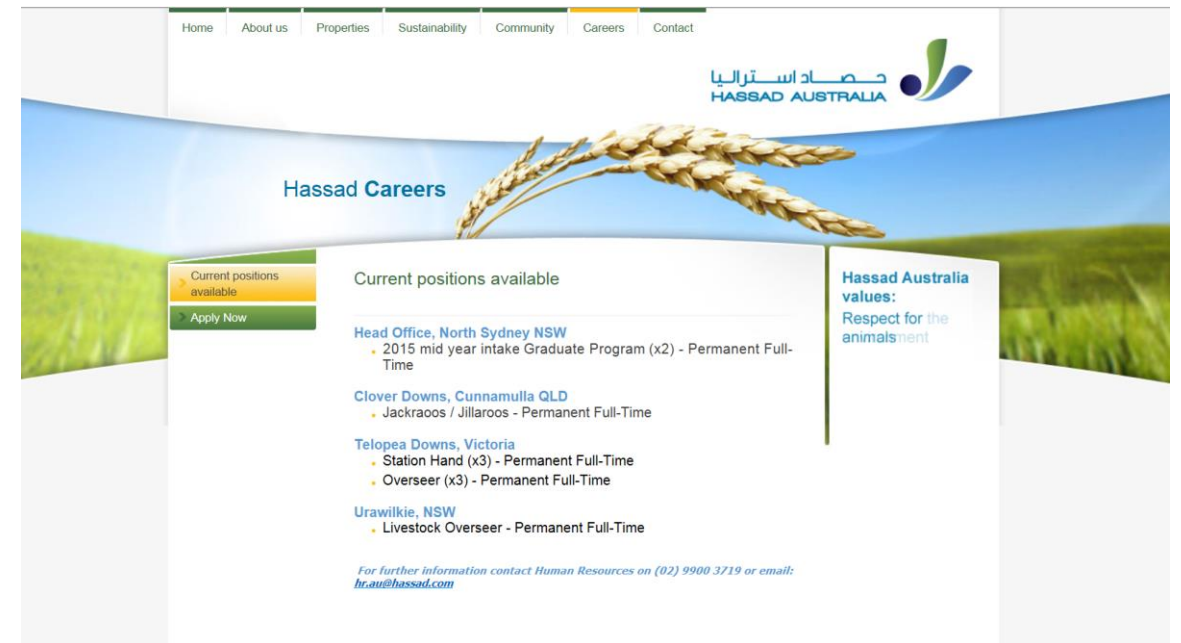 Home About us Properties Sustainability Community Careers Contact
حصاد استراليا
HASSAD AUSTRALIA
Hassad Careers
Current positions
available
Apply Now
Current positions available
Head Office, North Sydney NSW
2015 mid year intake Graduate Program (x2) - Permanent Full-
Time
Clover Downs, Cunnamulla QLD
Jackraoos / Jillaroos - Permanent Full-Time
Telopea Downs, Victoria
Station Hand (x3) - Permanent Full-Time
Overseer (x3) - Permanent Full-Time
Urawilkie, NSW
Livestock Overseer - Permanent Full-Time
For further information contact Human Resources on (02) 9900 3719 or email:
hr.au@hassad.com
Hassad Australia
values:
Respect for the
animals